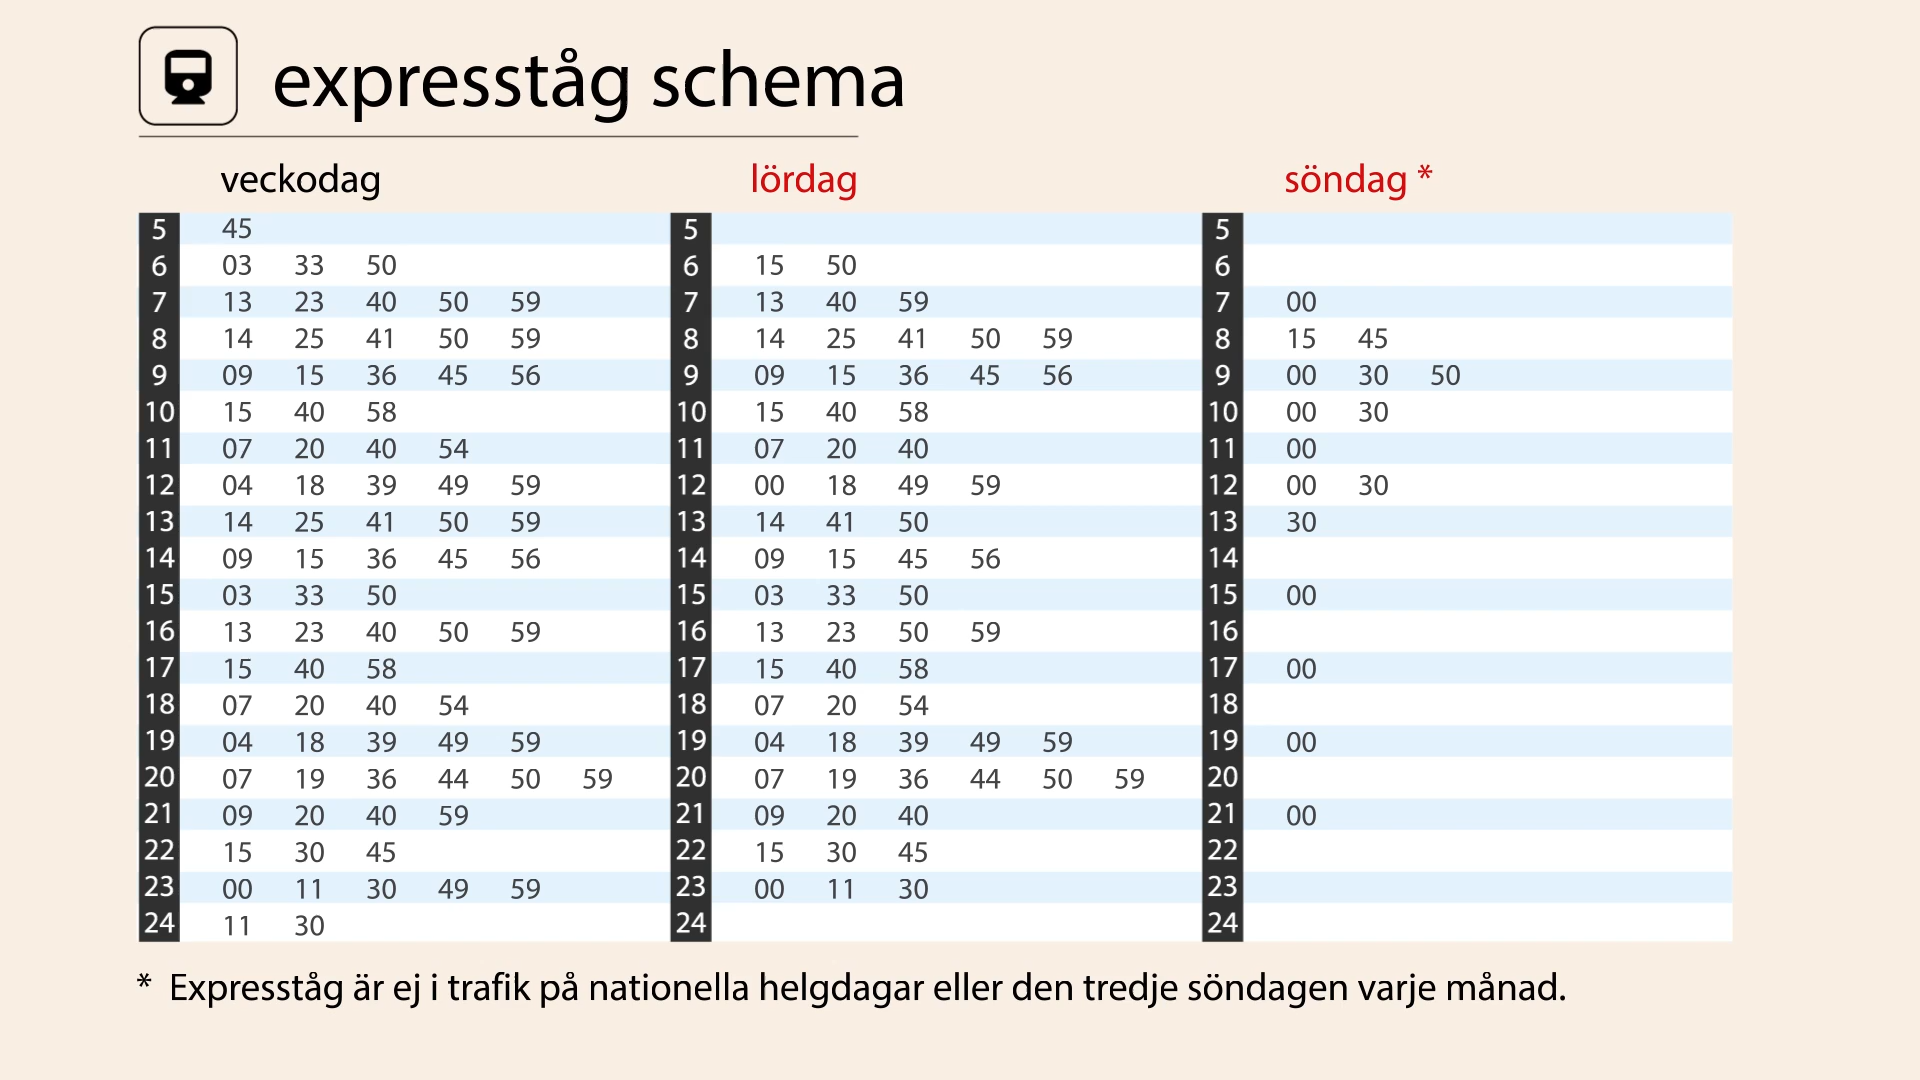 expresståg schema
veckodag lördag söndag *
5 45 5 5
6 03 33 50 6 15 50 6
7 13 23 40 50 59 7 13 40 59 7 00
8 14 25 41 50 59 8 14 25 41 50 59 8 15 45
9 09 15 36 45 56 9 09 15 36 45 56 9 00 30 50
10 15 40 58 10 15 40 58 10 00 30
11 07 20 40 54 11 07 20 40 11 00
12 04 18 39 49 59 12 00 18 49 59 12 00 30
13 14 25 41 50 59 13 14 41 50 13 30
14 09 15 36 45 56 14 09 15 45 56 14
15 03 33 50 15 03 33 50 15 00
16 13 23 40 50 59 16 13 23 50 59 16
17 15 40 58 17 15 40 58 17 00
18 07 20 40 54 18 07 20 54 18
19 04 18 39 49 59 19 04 18 39 49 59 19 00
20 07 19 36 44 50 59 20 07 19 36 44 50 59 20
21 09 20 40 59 21 09 20 40 21 00
22 15 30 45 22 15 30 45 22
23 00 11 30 49 59 23 00 11 30 23
24 11 30 24 24
* Expresståg är ej i trafik på nationella helgdagar eller den tredje söndagen varje månad.